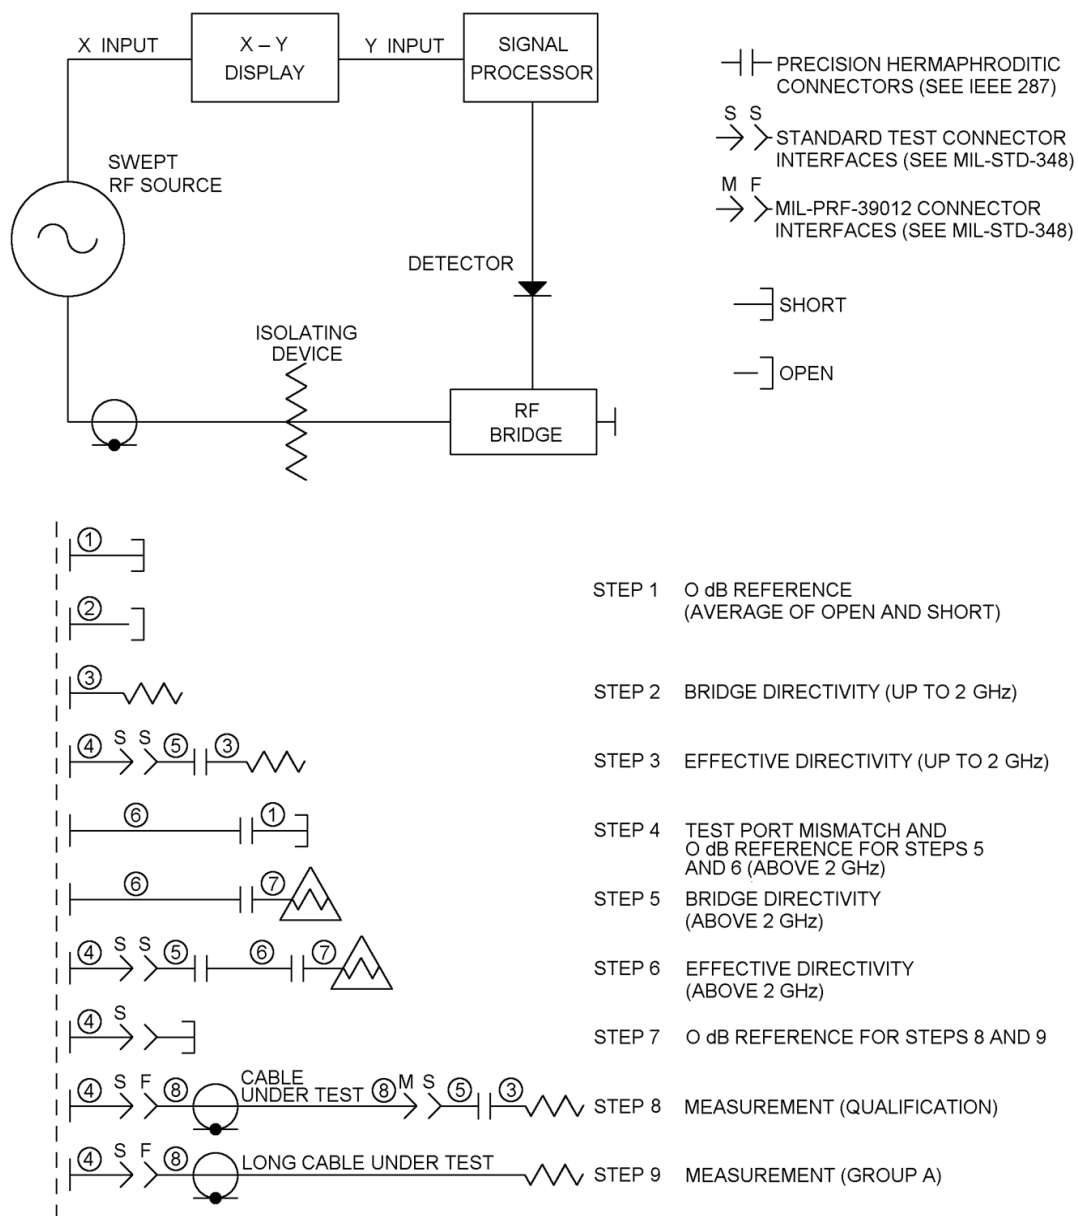 X INPUT
X – Y
DISPLAY
Y INPUT
SIGNAL
PROCESSOR
PRECISION HERMAPHRODITIC
CONNECTORS (SEE IEEE 287)
S S
STANDARD TEST CONNECTOR
INTERFACES (SEE MIL-STD-348)
M F
MIL-PRF-39012 CONNECTOR
INTERFACES (SEE MIL-STD-348)
SHORT
OPEN
SWEPT
RF SOURCE
DETECTOR
ISOLATING
DEVICE
RF
BRIDGE
1
2
STEP 1 O dB REFERENCE
(AVERAGE OF OPEN AND SHORT)
3
STEP 2 BRIDGE DIRECTIVITY (UP TO 2 GHz)
4 S S 5 3
STEP 3 EFFECTIVE DIRECTIVITY (UP TO 2 GHz)
6 1
STEP 4 TEST PORT MISMATCH AND
O dB REFERENCE FOR STEPS 5
AND 6 (ABOVE 2 GHz)
6 7
STEP 5 BRIDGE DIRECTIVITY
(ABOVE 2 GHz)
4 S S 5 6 7
STEP 6 EFFECTIVE DIRECTIVITY
(ABOVE 2 GHz)
4 S
STEP 7 O dB REFERENCE FOR STEPS 8 AND 9
4 S F 8 CABLE
UNDER TEST 8 M S 5 3
STEP 8 MEASUREMENT (QUALIFICATION)
4 S F 8 LONG CABLE UNDER TEST
STEP 9 MEASUREMENT (GROUP A)